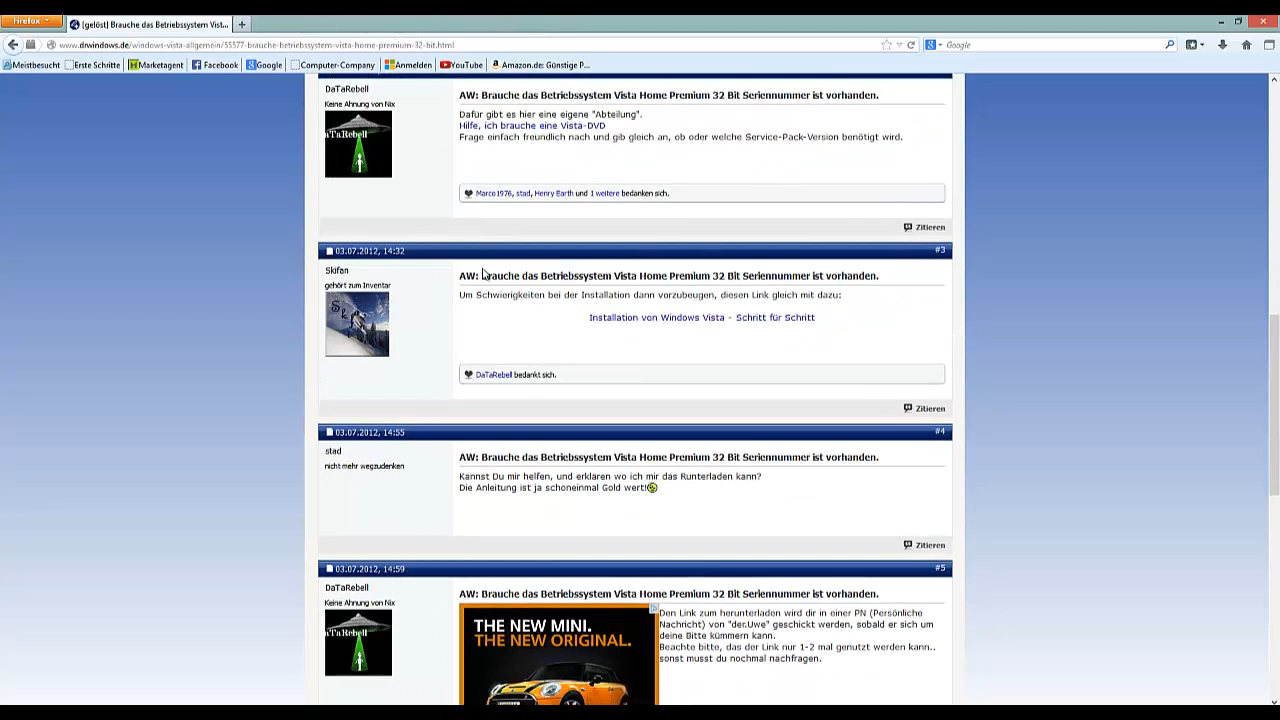 Firefox
[gelöst] Brauche das Betriebssystem Vist...
www.drwindows.de/windows-vista-allgemein/55577-brauche-betriebssystem-vista-home-premium-32-bit.html
Google
Meistbesucht Erste Schritte Marketagent Facebook Google Computer-Company Anmelden YouTube Amazon.de: Günstige P...
DaTaRebell
Keine Ahnung von Nix
aTaRebell
AW: Brauche das Betriebssystem Vista Home Premium 32 Bit Seriennummer ist vorhanden.
Dafür gibt es hier eine eigene "Abteilung".
Hilfe, ich brauche eine Vista-DVD
Frage einfach freundlich nach und gib gleich an, ob oder welche Service-Pack-Version benötigt wird.
Marco1976, stad, Henry Earth und 1 weitere bedanken sich.
Zitieren
03.07.2012, 14:32 #3
Skifan
gehört zum Inventar
AW: Brauche das Betriebssystem Vista Home Premium 32 Bit Seriennummer ist vorhanden.
Um Schwierigkeiten bei der Installation dann vorzubeugen, diesen Link gleich mit dazu:
Installation von Windows Vista - Schritt für Schritt
DaTaRebell bedankt sich.
Zitieren
03.07.2012, 14:55 #4
stad
nicht mehr wegzudenken
AW: Brauche das Betriebssystem Vista Home Premium 32 Bit Seriennummer ist vorhanden.
Kannst Du mir helfen, und erklären wo ich mir das Runterladen kann?
Die Anleitung ist ja schoneinmal Gold wert!
Zitieren
03.07.2012, 14:59 #5
DaTaRebell
Keine Ahnung von Nix
aTaRebell
AW: Brauche das Betriebssystem Vista Home Premium 32 Bit Seriennummer ist vorhanden.
THE NEW MINI.
THE NEW ORIGINAL.
Den Link zum herunterladen wird dir in einer PN (Persönliche
Nachricht) von "der.Uwe" geschickt werden, sobald er sich um
deine Bitte kümmern kann.
Beachte bitte, das der Link nur 1-2 mal genutzt werden kann..
sonst musst du nochmal nachfragen.